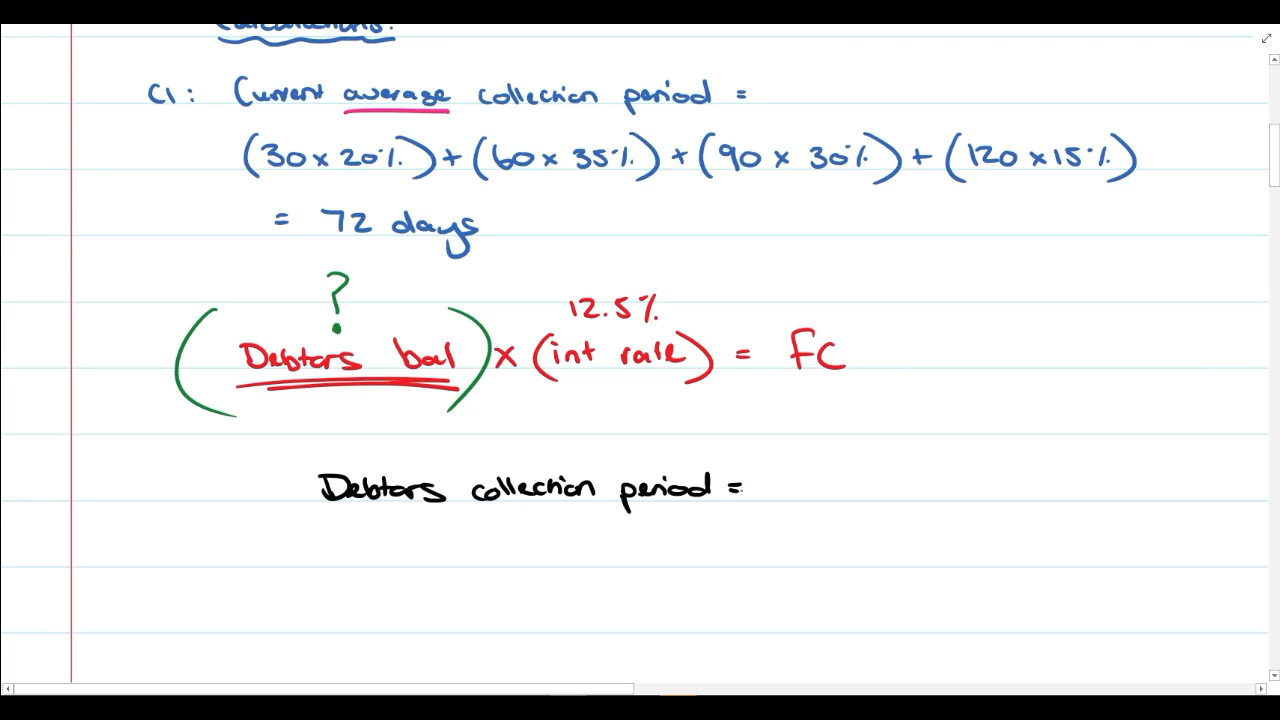 Calculations:
C1: Current average collection period =
(30 x 20%) + (60 x 35%) + (90 x 30%) + (120 x 15%)
= 72 days
?
12.5%
(Debtors bal) x (int rate) = FC
Debtors collection period =